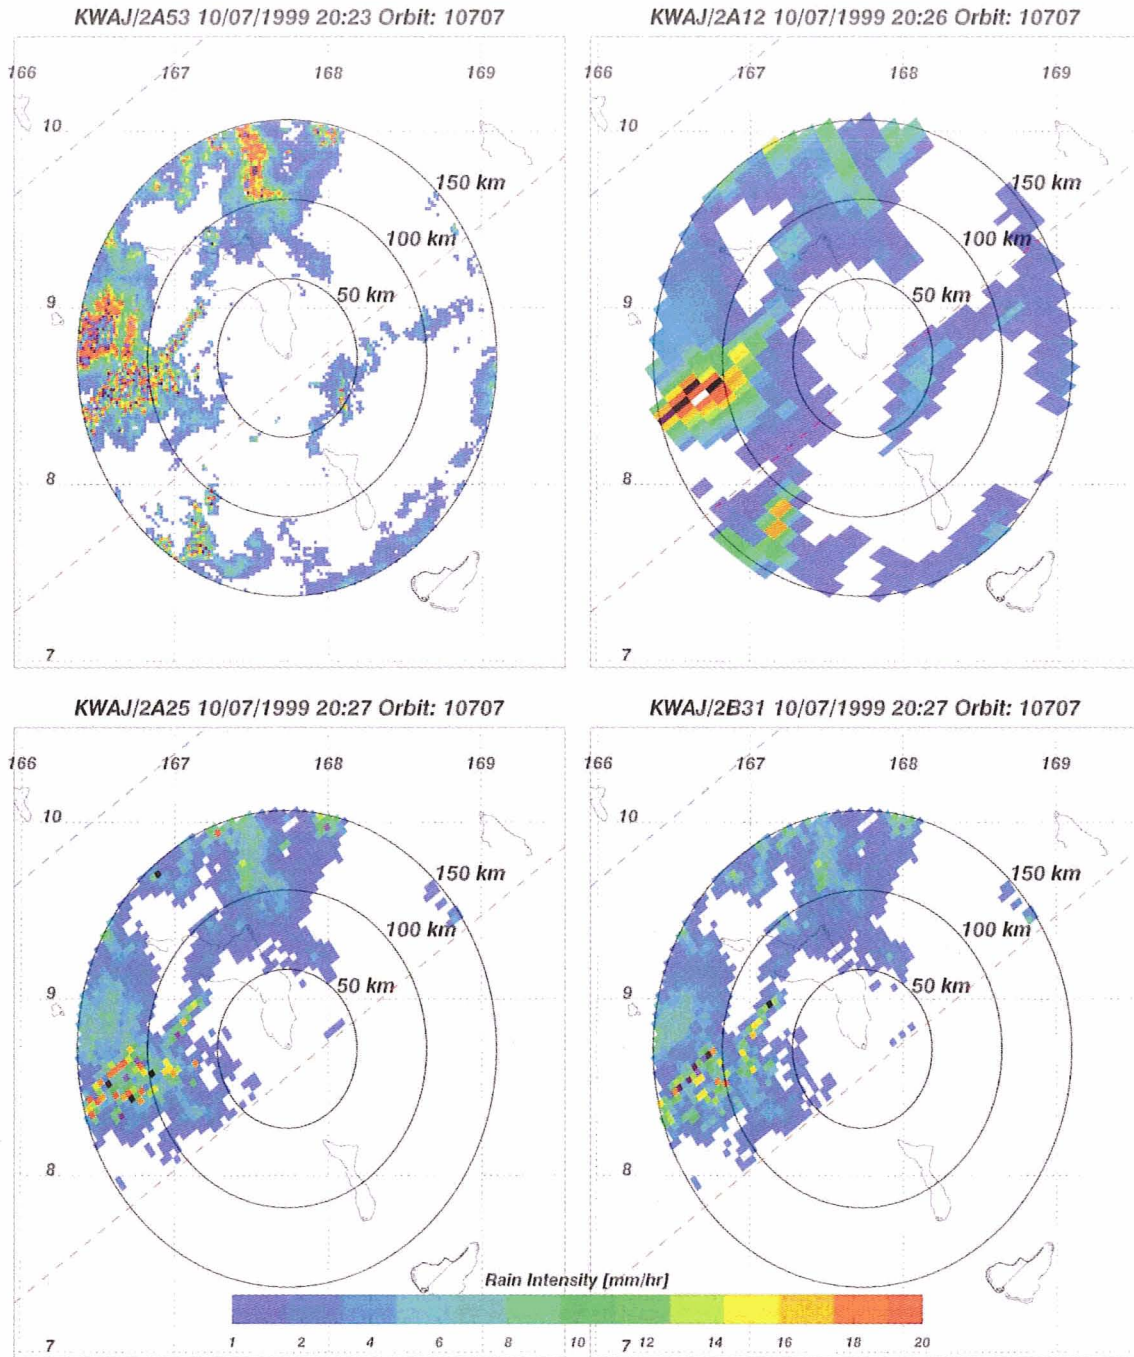 KWAJ/2A53 10/07/1999 20:23 Orbit: 10707
KWAJ/2A12 10/07/1999 20:26 Orbit: 10707
166 167 168 169
166 167 168 169
10
10
150 km
150 km
100 km
100 km
9
50 km
9
50 km
8
8
7
7
KWAJ/2A25 10/07/1999 20:27 Orbit: 10707
KWAJ/2B31 10/07/1999 20:27 Orbit: 10707
166 167 168 169
166 167 168 169
10
10
150 km
150 km
100 km
100 km
9
50 km
9
50 km
8
8
Rain Intensity [mm/hr]
7
1 2 4 6 8 10 12 14 16 18 20
7